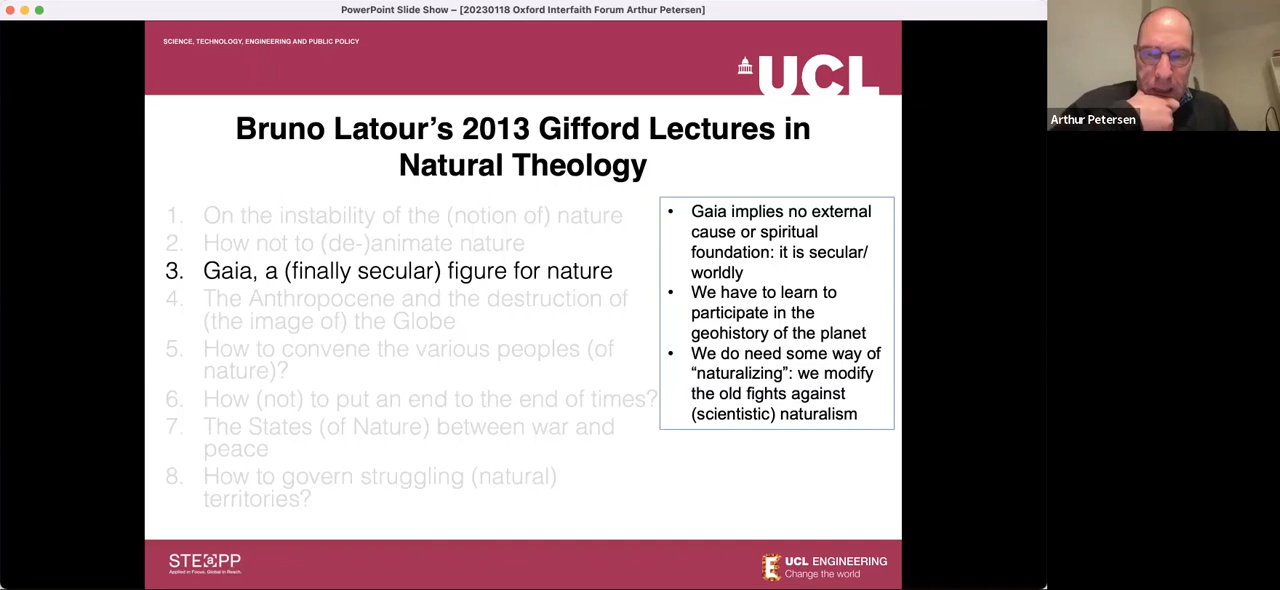 PowerPoint Slide Show – [20230118 Oxford Interfaith Forum Arthur Petersen]
SCIENCE, TECHNOLOGY, ENGINEERING AND PUBLIC POLICY
UCL
Bruno Latour’s 2013 Gifford Lectures in
Natural Theology
1. On the instability of the (notion of) nature
2. How not to (de-)animate nature
3. Gaia, a (finally secular) figure for nature
4. The Anthropocene and the destruction of
(the image of) the Globe
5. How to convene the various peoples (of
nature)?
6. How (not) to put an end to the end of times?
7. The States (of Nature) between war and
peace
8. How to govern struggling (natural)
territories?
• Gaia implies no external
cause or spiritual
foundation: it is secular/
worldly
• We have to learn to
participate in the
geohistory of the planet
• We do need some way of
“naturalizing”: we modify
the old fights against
(scientistic) naturalism
STEaPP
Applied in Focus. Global in Reach.
UCL ENGINEERING
Change the world
Arthur Petersen